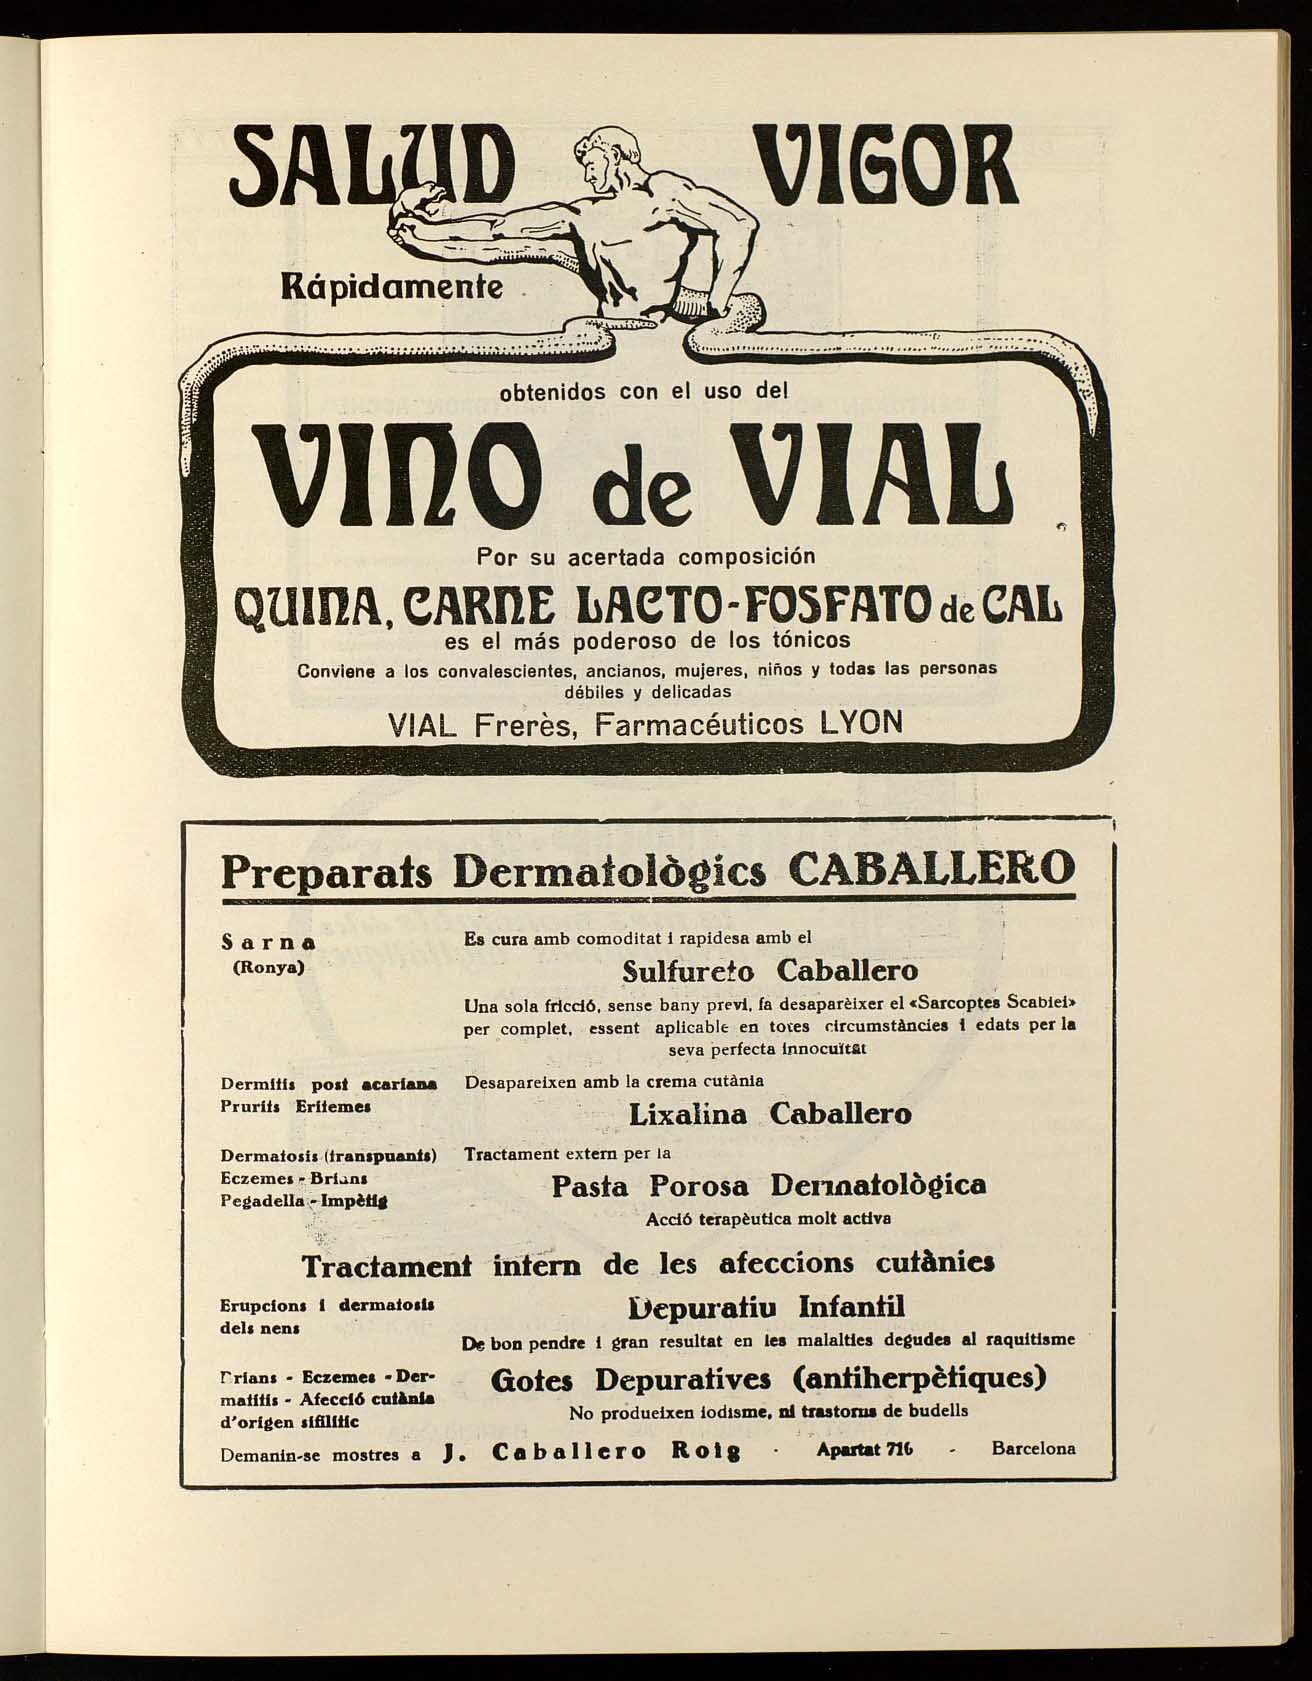 SALUD VIGOR
Rápidamente
obtenidos con el uso del
VINO de VIAL
Por su acertada composición
QUINA, CARNE LACTO-FOSFATO de CAL
es el más poderoso de los tónicos
Conviene a los convalescientes, ancianos, mujeres, niños y todas las personas
débiles y delicadas
VIAL Frerès, Farmacéuticos LYON
Preparats Dermatològics CABALLERO
Sarna
(Ronya)
Es cura amb comoditat i rapidesa amb el
Sulfureto Caballero
Una sola fricció, sense bany previ, fa desaparèixer el «Sarcoptes Scabiei»
per complet, essent aplicable en totes circumstàncies i edats per la
seva perfecta innocuïtat
Dermitis post acariana
Prurits Eritemes
Desapareixen amb la crema cutània
Lixalina Caballero
Dermatosis (transpuants)
Eczemes - Brians
Pegadella - Impètig
Tractament extern per la
Pasta Porosa Dermatològica
Acció terapèutica molt activa
Tractament intern de les afeccions cutànies
Erupcions i dermatosis
dels nens
Depuratiu Infantil
De bon pendre i gran resultat en les malalties degudes al raquitisme
Brians - Eczemes - Der-
matitis - Afecció cutània
d'origen sifilític
Gotes Depuratives (antiherpètiques)
No produeixen iodisme, ni trastorns de budells
Demanin-se mostres a J. Caballero Roig · Apartat 716 - Barcelona